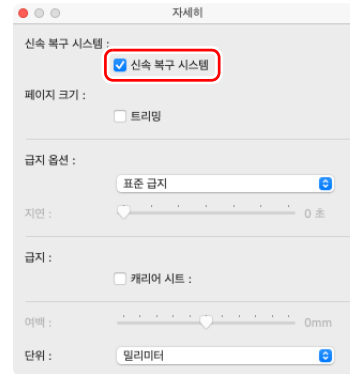 자세히
신속 복구 시스템 :
신속 복구 시스템
페이지 크기 :
트리밍
급지 옵션 :
표준 급지
지연 : 0 초
급지 :
캐리어 시트 :
여백 : 0mm
단위 : 밀리미터